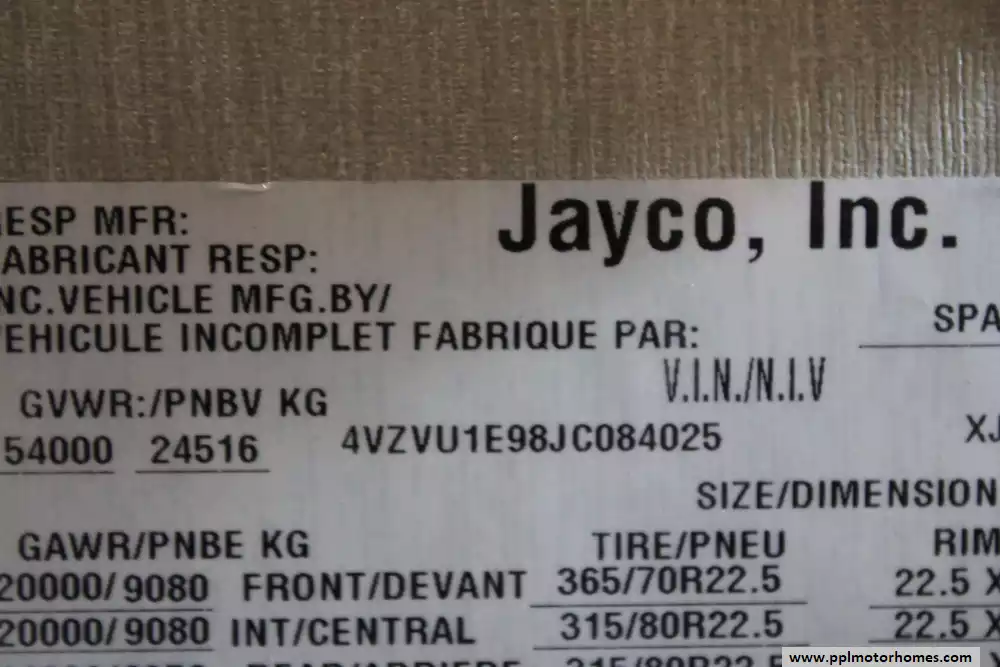 Jayco, Inc.
ESP MFR:
ABRICANT RESP:
NC.VEHICLE MFG.BY/
EHICULE INCOMPLET FABRIQUE PAR:
SPA
V.I.N./N.I.V
GVWR:/PNBV KG
54000 24516 4VZVU1E98JC084025 XJ
SIZE/DIMENSION
GAWR/PNBE KG TIRE/PNEU RIM
20000/9080 FRONT/DEVANT 365/70R22.5 22.5 X
20000/9080 INT/CENTRAL 315/80R22.5 22.5 X
www.pplmotorhomes.com